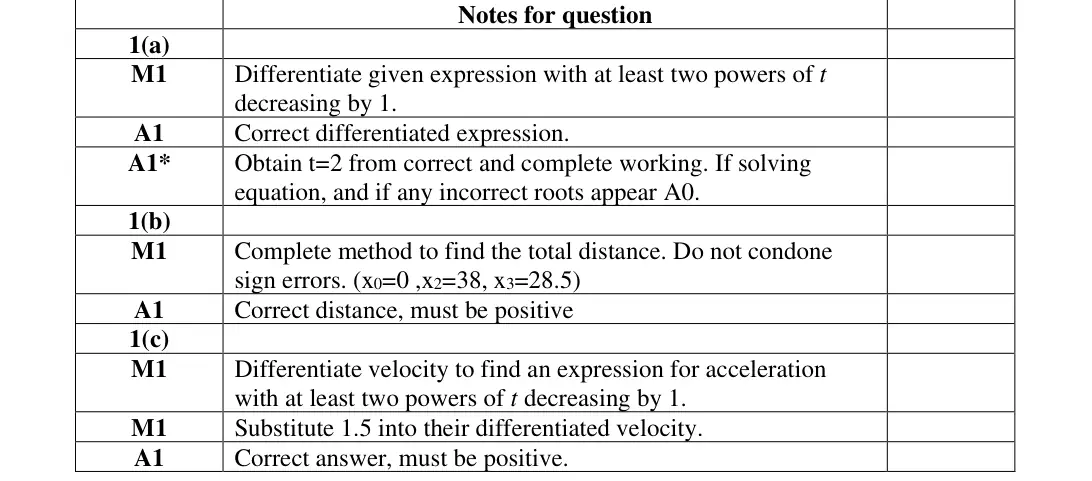 Notes for question
1(a)
M1 Differentiate given expression with at least two powers of t
decreasing by 1.
A1 Correct differentiated expression.
A1* Obtain t=2 from correct and complete working. If solving
equation, and if any incorrect roots appear A0.
1(b)
M1 Complete method to find the total distance. Do not condone
sign errors. (x₀=0 ,x₂=38, x₃=28.5)
A1 Correct distance, must be positive
1(c)
M1 Differentiate velocity to find an expression for acceleration
with at least two powers of t decreasing by 1.
M1 Substitute 1.5 into their differentiated velocity.
A1 Correct answer, must be positive.